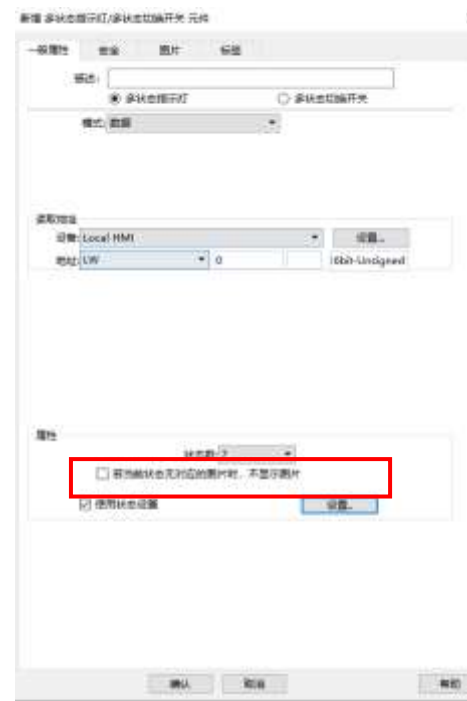 新增 多状态指示灯/多状态切换开关 元件
一般属性 安全 图片 标签
描述:
多状态指示灯 多状态切换开关
模式: 数据
读取地址
设备: Local HMI 设置...
地址: LW 0 16bit-Unsigned
属性
状态数: 2
若当前状态无对应的图片时，不显示图片
使用状态设置 设置...
确认 取消 帮助